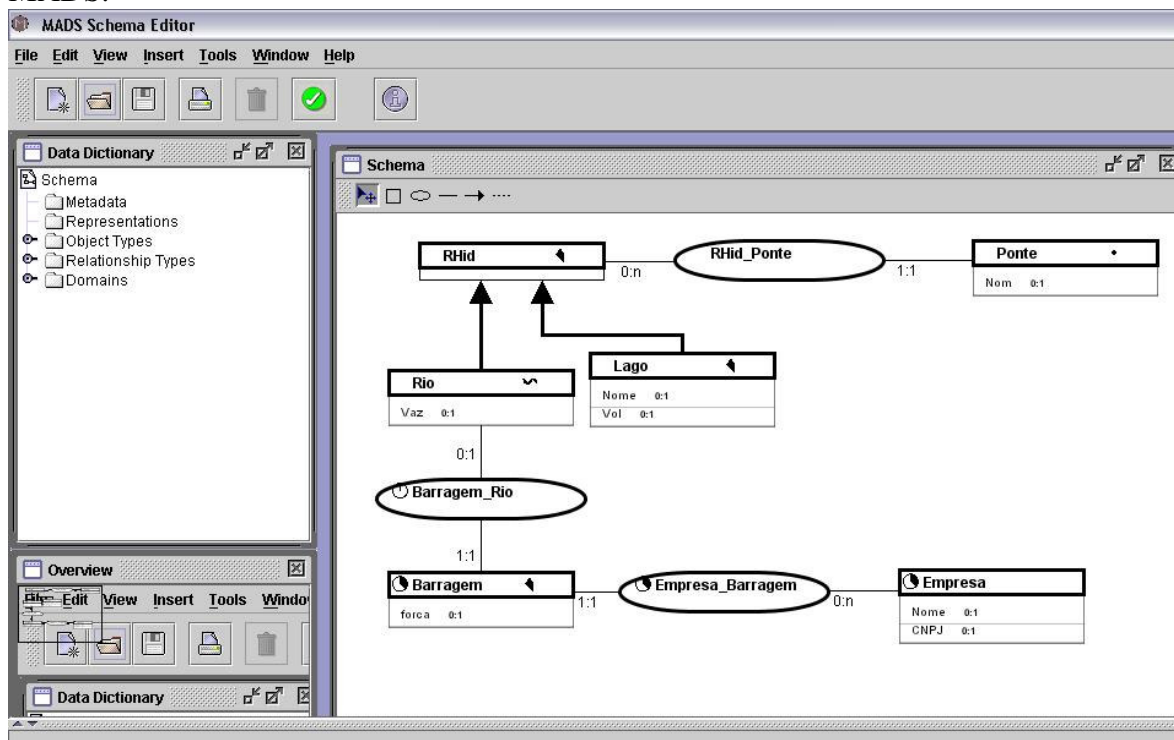 MADS.
MADS Schema Editor
File Edit View Insert Tools Window Help
Data Dictionary
Schema
Metadata
Representations
Object Types
Relationship Types
Domains
Schema
RHid
0:n
RHid_Ponte
1:1
Ponte
Nom 0:1
Rio
Vaz 0:1
Lago
Nome 0:1
Vol 0:1
0:1
Barragem_Rio
1:1
Barragem
forca 0:1
1:1
Empresa_Barragem
0:n
Empresa
Nome 0:1
CNPJ 0:1
Overview
File Edit View Insert Tools Windo
Data Dictionary